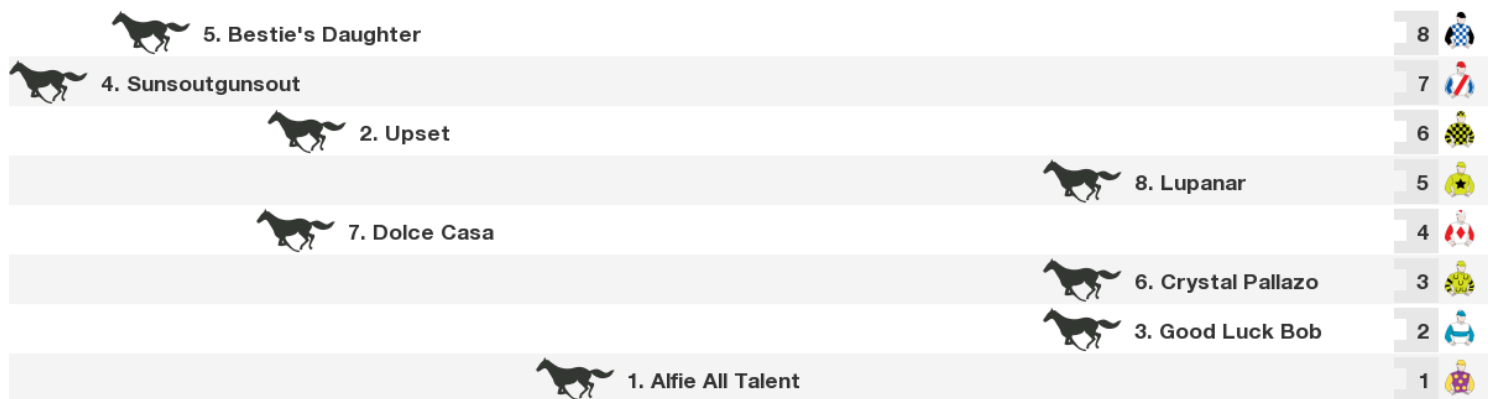 5. Bestie's Daughter 8
4. Sunsoutgunsout 7
2. Upset 6
8. Lupanar 5
7. Dolce Casa 4
6. Crystal Pallazo 3
3. Good Luck Bob 2
1. Alfie All Talent 1